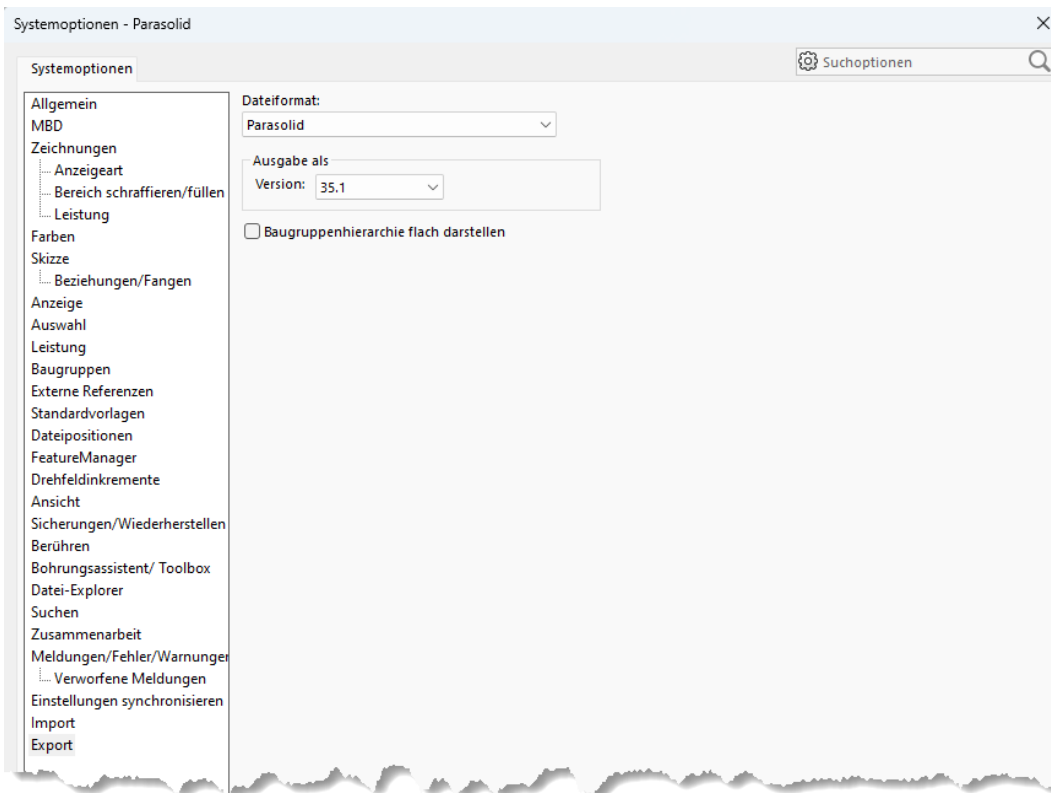 Systemoptionen - Parasolid
Systemoptionen
Suchoptionen
Allgemein
MBD
Zeichnungen
Anzeigeart
Bereich schraffieren/füllen
Leistung
Farben
Skizze
Beziehungen/Fangen
Anzeige
Auswahl
Leistung
Baugruppen
Externe Referenzen
Standardvorlagen
Dateipositionen
FeatureManager
Drehfeldinkremente
Ansicht
Sicherungen/Wiederherstellen
Berühren
Bohrungsassistent/ Toolbox
Datei-Explorer
Suchen
Zusammenarbeit
Meldungen/Fehler/Warnunger
Verworfene Meldungen
Einstellungen synchronisieren
Import
Export
Dateiformat:
Parasolid
Ausgabe als
Version: 35.1
Baugruppenhierarchie flach darstellen